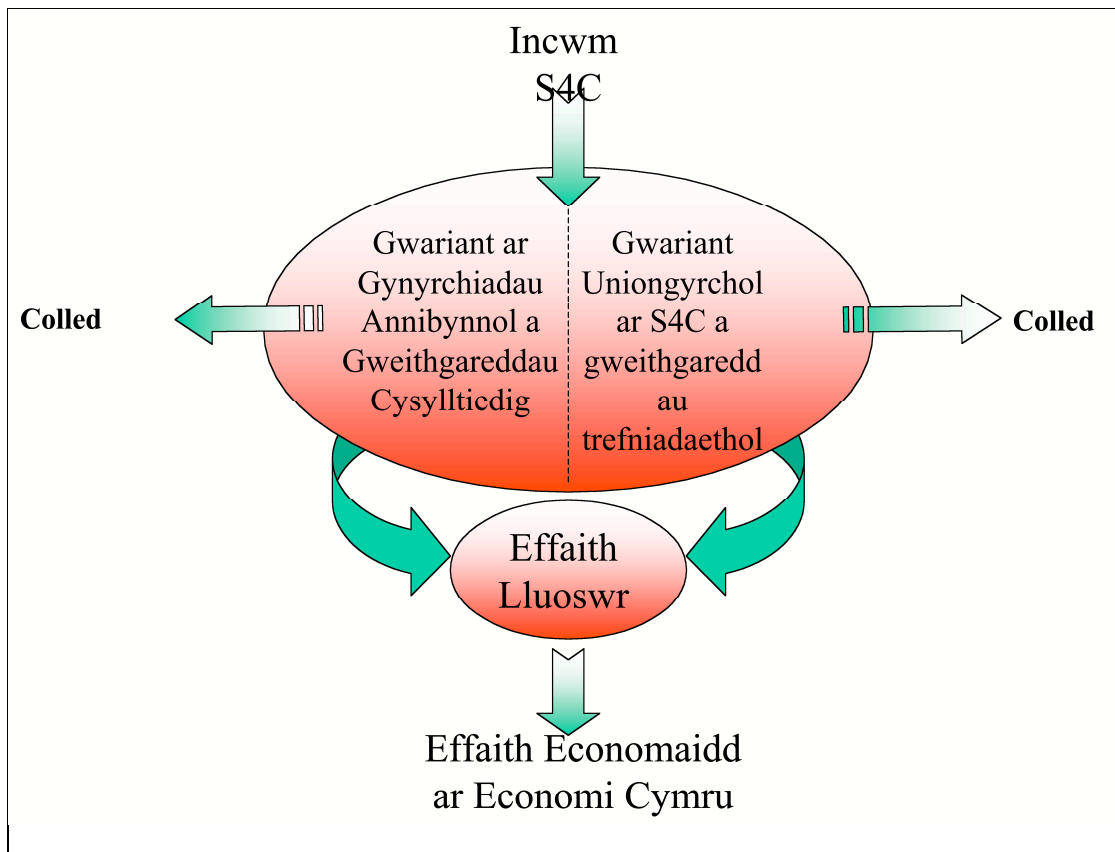 Incwm
S4C
Gwariant ar
Gynyrchiadau
Annibynnol a
Gweithgareddau
Cysyllticdig
Gwariant
Uniongyrchol
ar S4C a
gweithgaredd
au
trefniadaethol
Colled
Colled
Effaith
Lluoswr
Effaith Economaidd
ar Economi Cymru